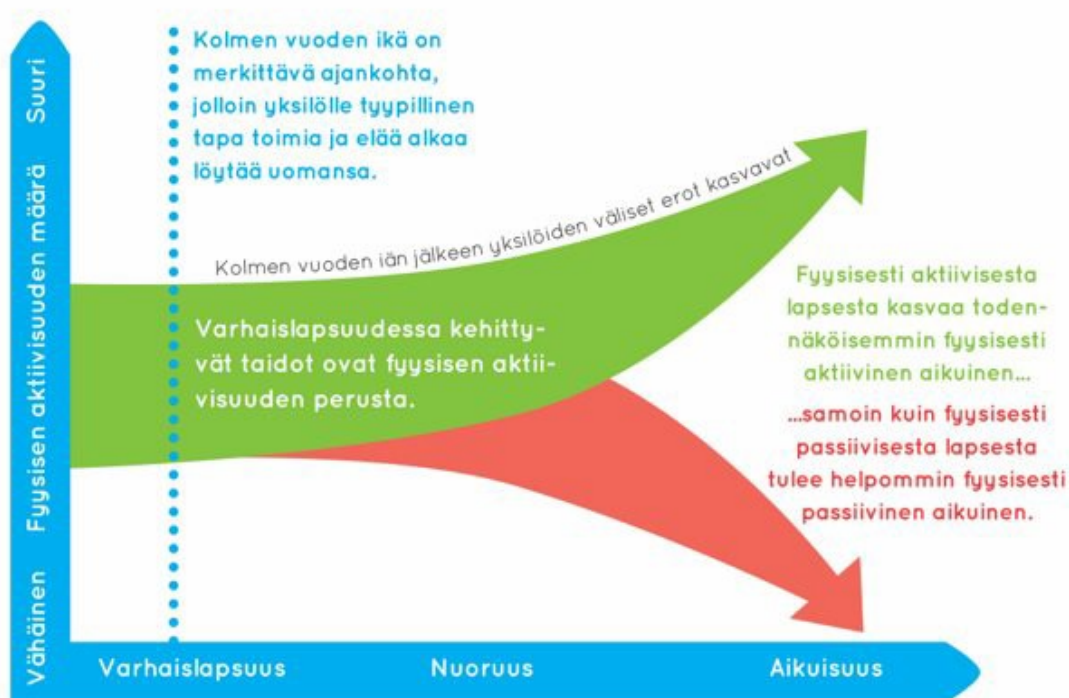 Suuri
Fyysisen aktiivisuuden määrä
Vähäinen
Kolmen vuoden ikä on
merkittävä ajankohta,
jolloin yksilölle tyypillinen
tapa toimia ja elää alkaa
löytää uomansa.
Kolmen vuoden iän jälkeen yksilöiden väliset erot kasvavat
Varhaislapsuudessa kehitty-
vät taidot ovat fyysisen aktii-
visuuden perusta.
Fyysisesti aktiivisesta
lapsesta kasvaa toden-
näköisemmin fyysisesti
aktiivinen aikuinen...
...samoin kuin fyysisesti
passiivisesta lapsesta
tulee helpommin fyysisesti
passiivinen aikuinen.
Varhaislapsuus
Nuoruus
Aikuisuus